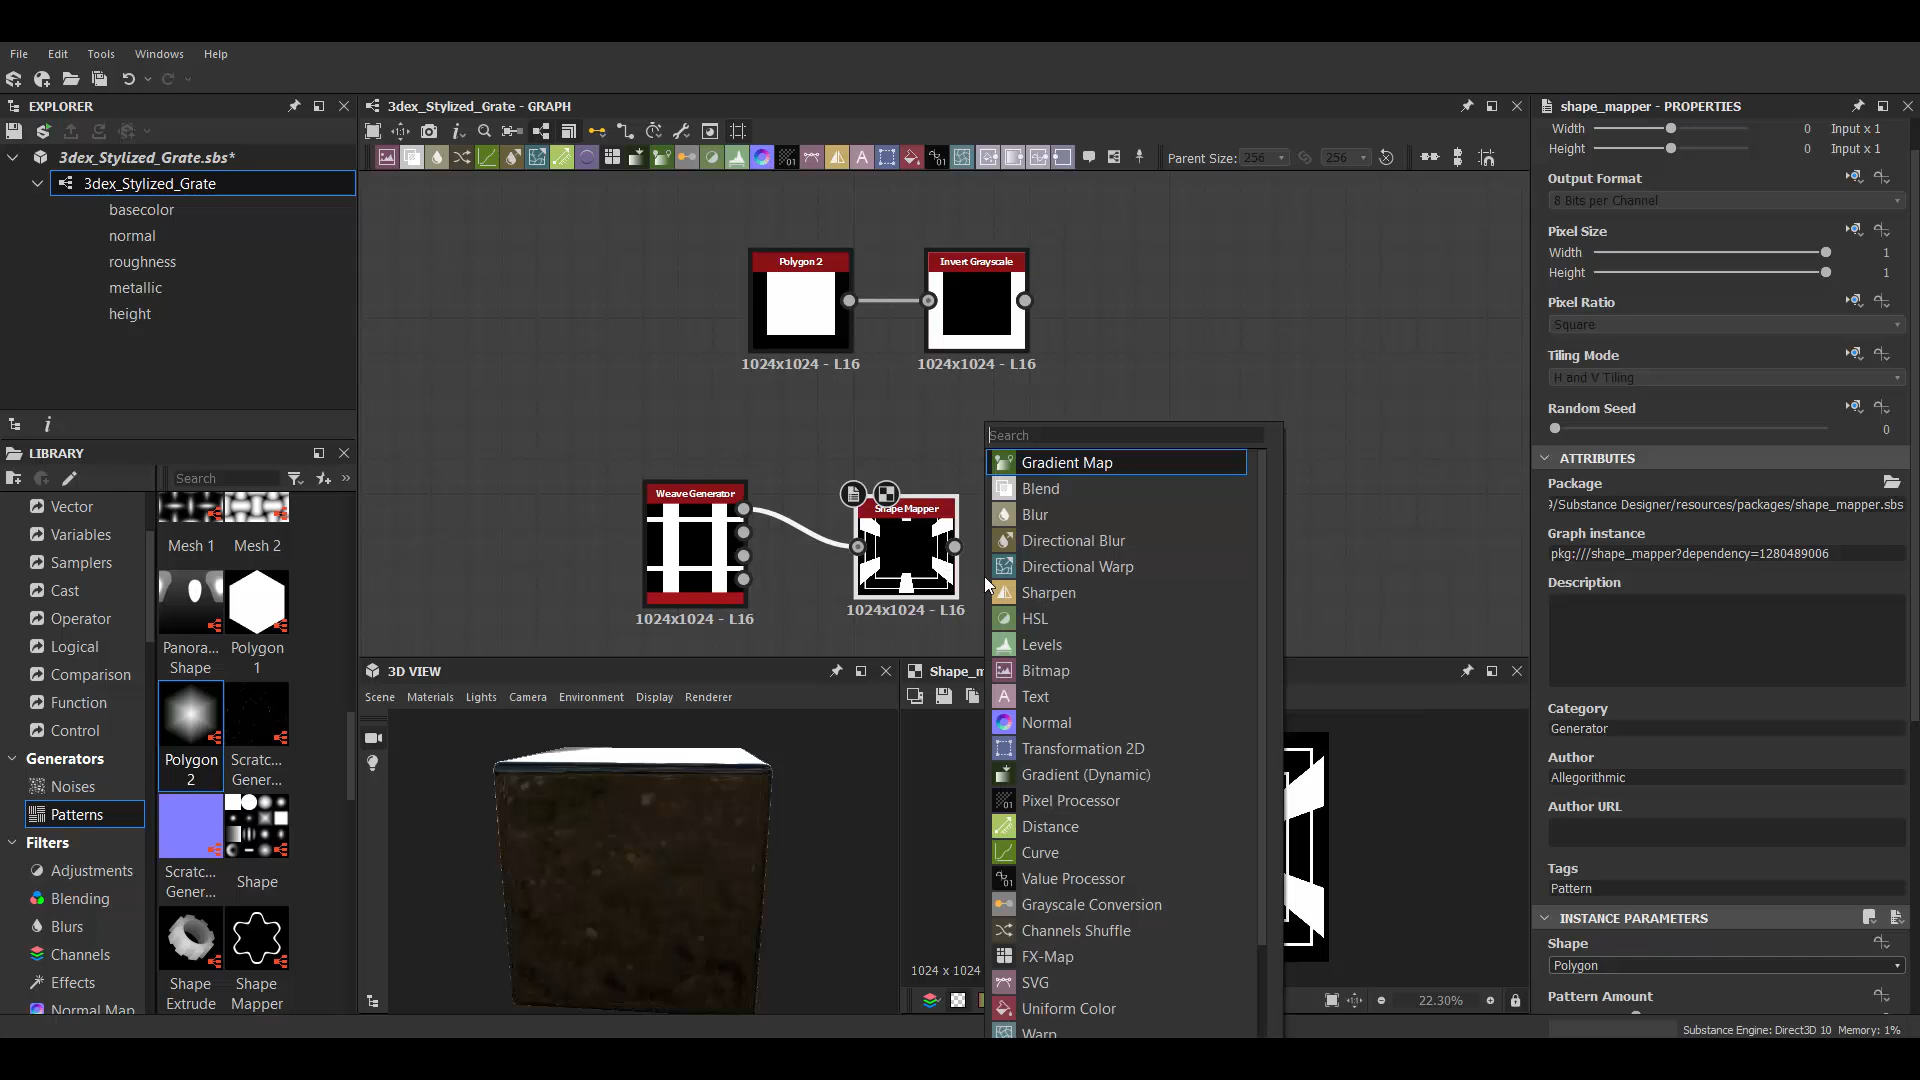 File Edit Tools Windows Help
EXPLORER
3dex_Stylized_Grate.sbs*
3dex_Stylized_Grate
basecolor
normal
roughness
metallic
height
LIBRARY
Search
Vector
Variables
Samplers
Cast
Operator
Logical
Comparison
Function
Control
Generators
Noises
Patterns
Filters
Adjustments
Blending
Blurs
Channels
Effects
Normal Map
Mesh 1 Mesh 2
Panora... Shape
Polygon 1
Polygon 2
Scratc... Gener...
Scratc... Gener...
Shape
Shape Extrude
Shape Mapper
3dex_Stylized_Grate - GRAPH
Parent Size: 256 256
Polygon 2
1024x1024 - L16
Invert Grayscale
1024x1024 - L16
Weave Generator
1024x1024 - L16
Shape Mapper
1024x1024 - L16
Search
Gradient Map
Blend
Blur
Directional Blur
Directional Warp
Sharpen
HSL
Levels
Bitmap
Text
Normal
Transformation 2D
Gradient (Dynamic)
Pixel Processor
Distance
Curve
Value Processor
Grayscale Conversion
Channels Shuffle
FX-Map
SVG
Uniform Color
Warp
3D VIEW
Scene Materials Lights Camera Environment Display Renderer
Shape_m
1024 x 1024
22.30%
shape_mapper - PROPERTIES
Width 0 Input x 1
Height 0 Input x 1
Output Format
8 Bits per Channel
Pixel Size
Width 1
Height 1
Pixel Ratio
Square
Tiling Mode
H and V Tiling
Random Seed
0
ATTRIBUTES
Package
9/Substance Designer/resources/packages/shape_mapper.sbs
Graph instance
pkg:///shape_mapper?dependency=1280489006
Description
Category
Generator
Author
Allegorithmic
Author URL
Tags
Pattern
INSTANCE PARAMETERS
Shape
Polygon
Pattern Amount
Substance Engine: Direct3D 10 Memory: 1%